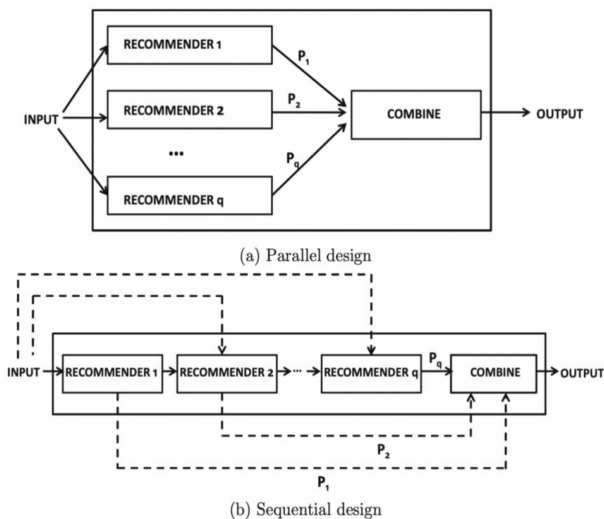 RECOMMENDER 1
P1
RECOMMENDER 2
P2
INPUT
COMBINE
OUTPUT
...
Pq
RECOMMENDER q
(a) Parallel design
INPUT
RECOMMENDER 1
RECOMMENDER 2
...
RECOMMENDER q
Pq
COMBINE
OUTPUT
P2
P1
(b) Sequential design